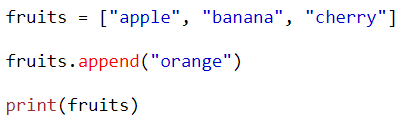 fruits = ["apple", "banana", "cherry"]
fruits.append("orange")
print(fruits)